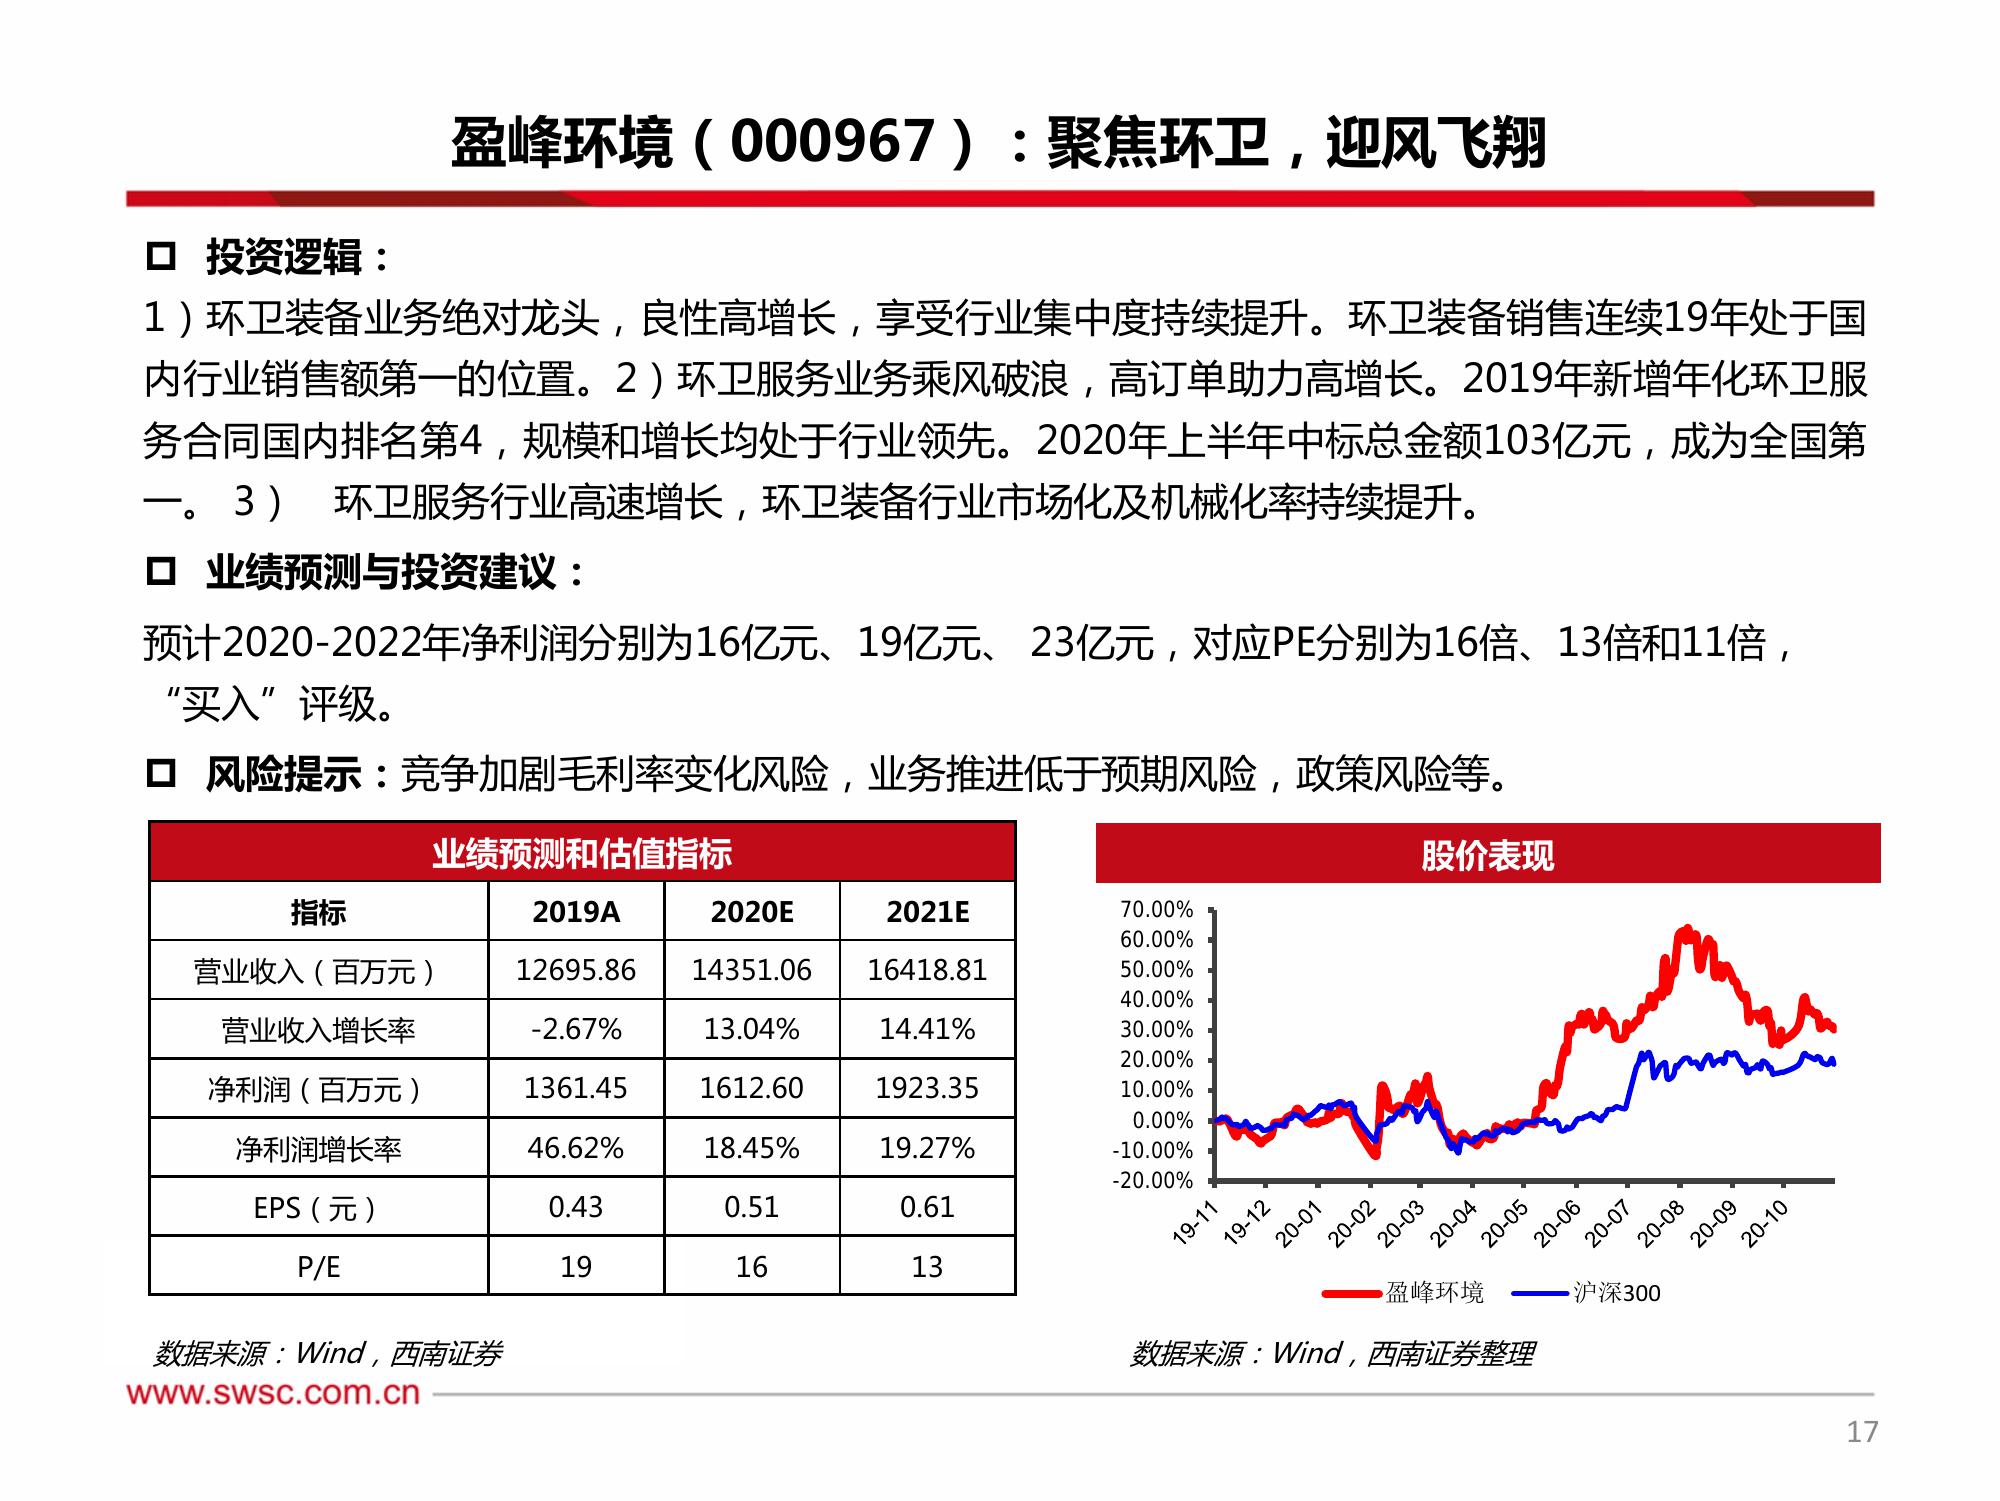 盈峰环境（000967）：聚焦环卫，迎风飞翔
投资逻辑：
1）环卫装备业务绝对龙头，良性高增长，享受行业集中度持续提升。环卫装备销售连续19年处于国
内行业销售额第一的位置。2）环卫服务业务乘风破浪，高订单助力高增长。2019年新增年化环卫服
务合同国内排名第4，规模和增长均处于行业领先。2020年上半年中标总金额103亿元，成为全国第
一。 3） 环卫服务行业高速增长，环卫装备行业市场化及机械化率持续提升。
业绩预测与投资建议：
预计2020-2022年净利润分别为16亿元、19亿元、 23亿元，对应PE分别为16倍、13倍和11倍，
“买入”评级。
风险提示：竞争加剧毛利率变化风险，业务推进低于预期风险，政策风险等。
业绩预测和估值指标
指标 2019A 2020E 2021E
营业收入（百万元） 12695.86 14351.06 16418.81
营业收入增长率 -2.67% 13.04% 14.41%
净利润（百万元） 1361.45 1612.60 1923.35
净利润增长率 46.62% 18.45% 19.27%
EPS（元） 0.43 0.51 0.61
P/E 19 16 13
数据来源：Wind，西南证券
股价表现
70.00%
60.00%
50.00%
40.00%
30.00%
20.00%
10.00%
0.00%
-10.00%
-20.00%
19-11 19-12 20-01 20-02 20-03 20-04 20-05 20-06 20-07 20-08 20-09 20-10
盈峰环境 沪深300
数据来源：Wind，西南证券整理
www.swsc.com.cn
17